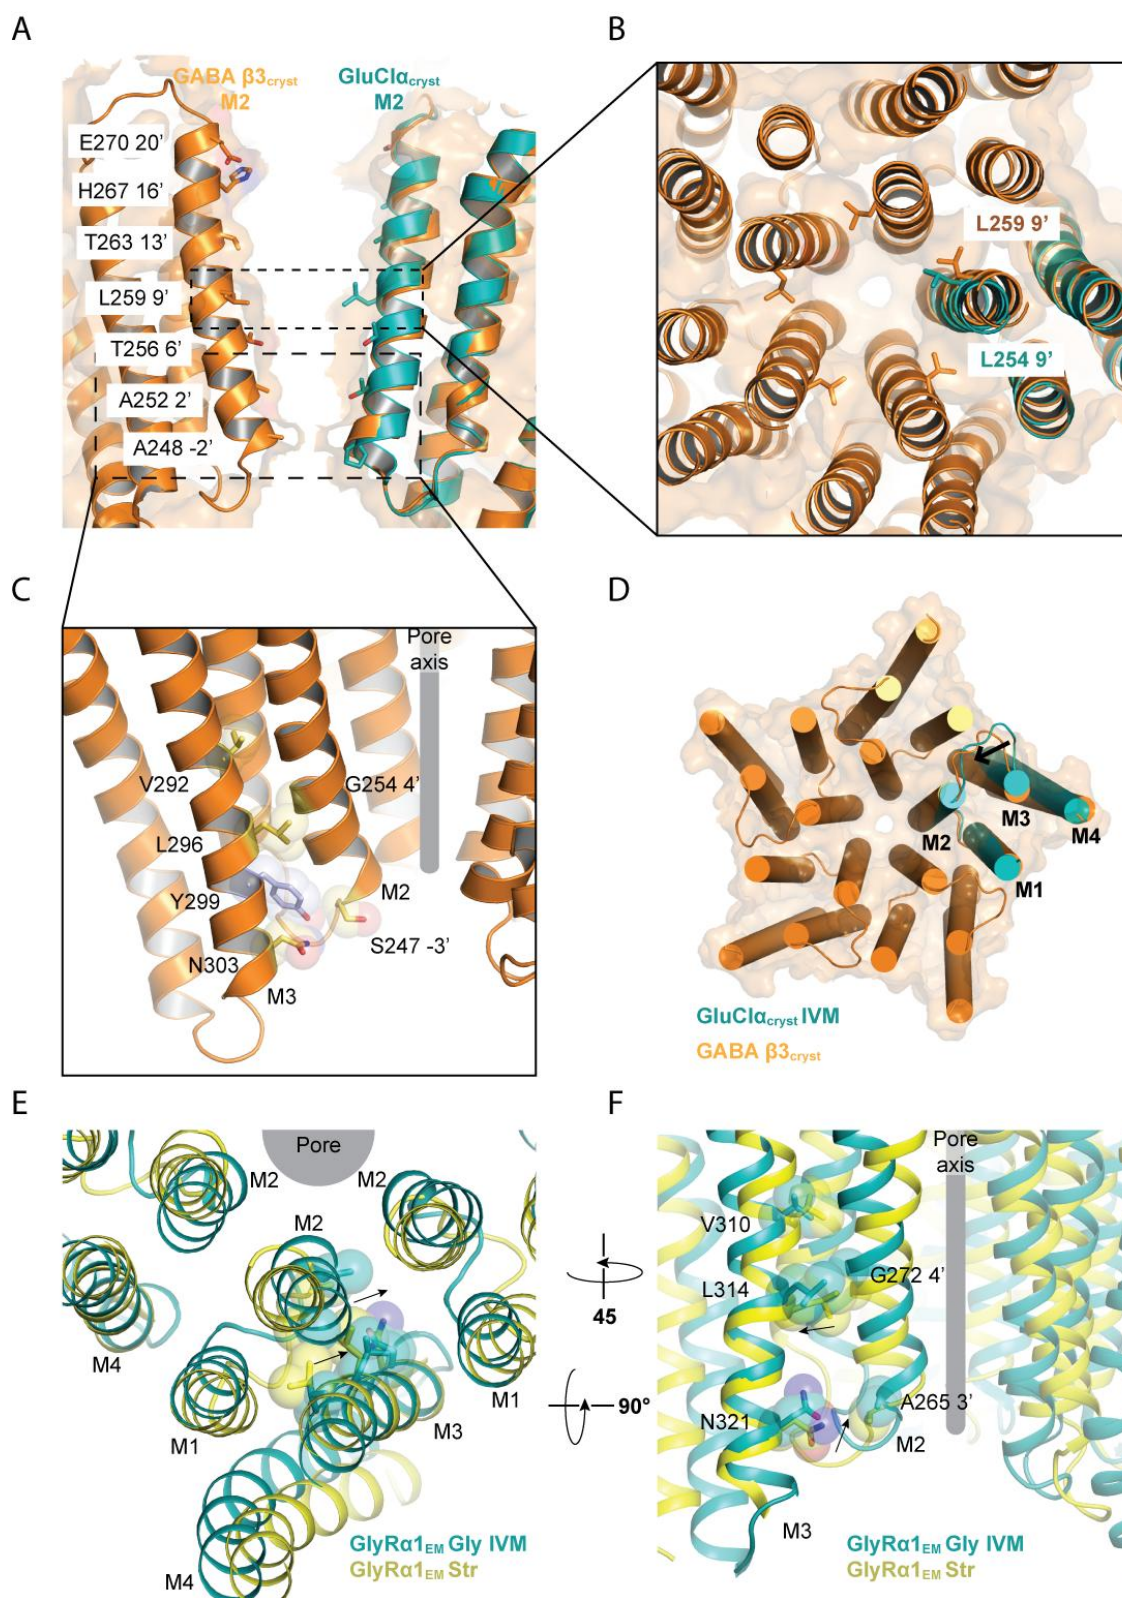 A
GABA β3cryst
M2
GluClαcryst
M2
E270 20'
H267 16'
T263 13'
L259 9'
T256 6'
A252 2'
A248 -2'
B
L259 9'
L254 9'
C
Pore
axis
V292
G254 4'
L296
Y299
M2
S247 -3'
N303
M3
D
M2
M3
M4
M1
GluClαcryst IVM
GABA β3cryst
E
Pore
M2
M2
M2
M4
M1
M1
M3
M4
GlyRα1EM Gly IVM
GlyRα1EM Str
45
90°
F
Pore
axis
V310
G272 4'
L314
A265 3'
N321
M2
M3
GlyRα1EM Gly IVM
GlyRα1EM Str